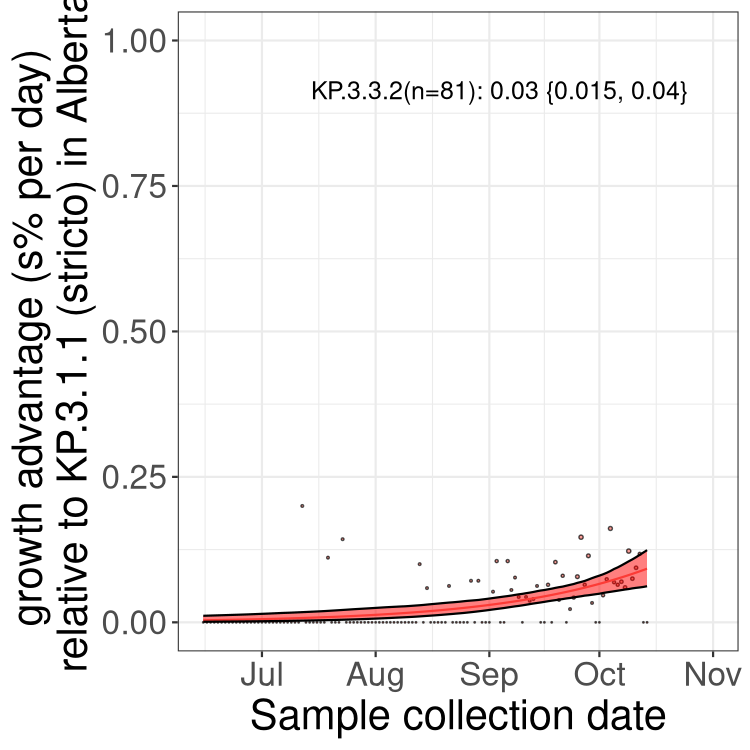 growth advantage (s% per day)
relative to KP.3.1.1 (stricto) in Alberta
1.00
0.75
0.50
0.25
0.00
KP.3.3.2(n=81): 0.03 {0.015, 0.04}
Jul Aug Sep Oct Nov
Sample collection date